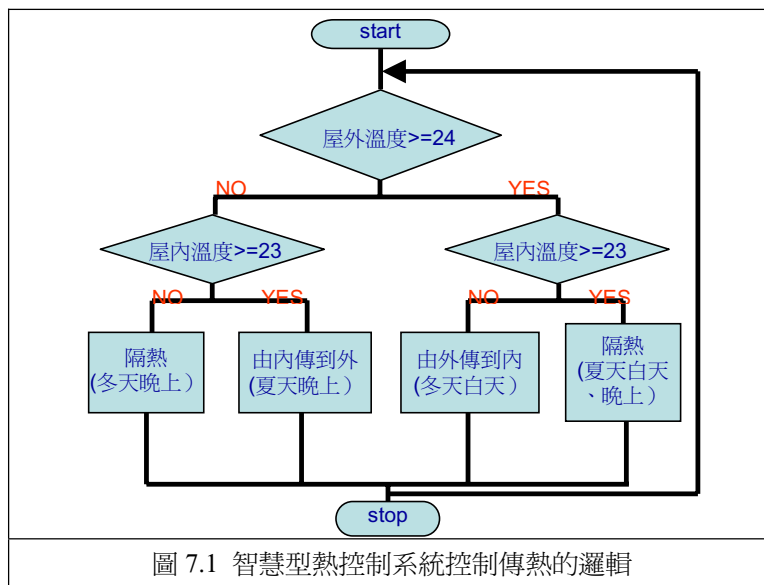 start
屋外溫度>=24
NO
YES
屋內溫度>=23
屋內溫度>=23
NO
YES
NO
YES
隔熱
(冬天晚上）
由內傳到外
(夏天晚上）
由外傳到內
(冬天白天）
隔熱
(夏天白天
、晚上）
stop
圖 7.1 智慧型熱控制系統控制傳熱的邏輯